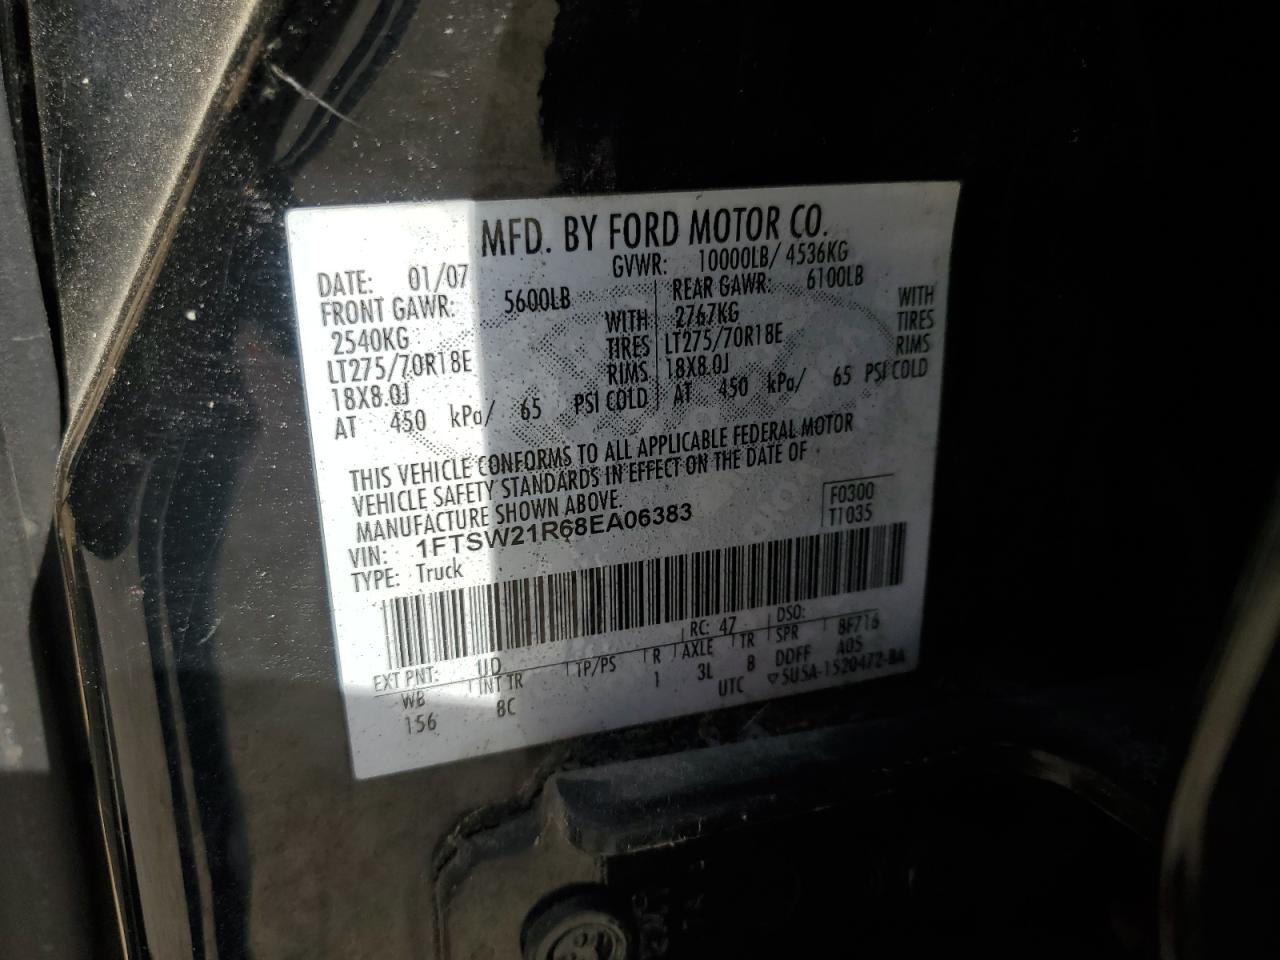 MFD. BY FORD MOTOR CO.
DATE: 01/07 GVWR: 10000LB/ 4536KG
FRONT GAWR: 5600LB REAR GAWR: 6100LB
2540KG WITH 2767KG WITH
LT275/70R18E TIRES LT275/70R18E TIRES
18X8.0J RIMS 18X8.0J RIMS
AT 450 kPa/ 65 PSI COLD AT 450 kPa/ 65 PSI COLD
THIS VEHICLE CONFORMS TO ALL APPLICABLE FEDERAL MOTOR
VEHICLE SAFETY STANDARDS IN EFFECT ON THE DATE OF
MANUFACTURE SHOWN ABOVE.
VIN: 1FTSW21R68EA06383 F0300
TYPE: Truck T1035
EXT PNT: UD RC: 47 DSO:
WB INT TR TP/PS R AXLE TR SPR 8F716
156 8C 1 3L 8 DDFF A05
UTC ▽5U5A-1520472-BA